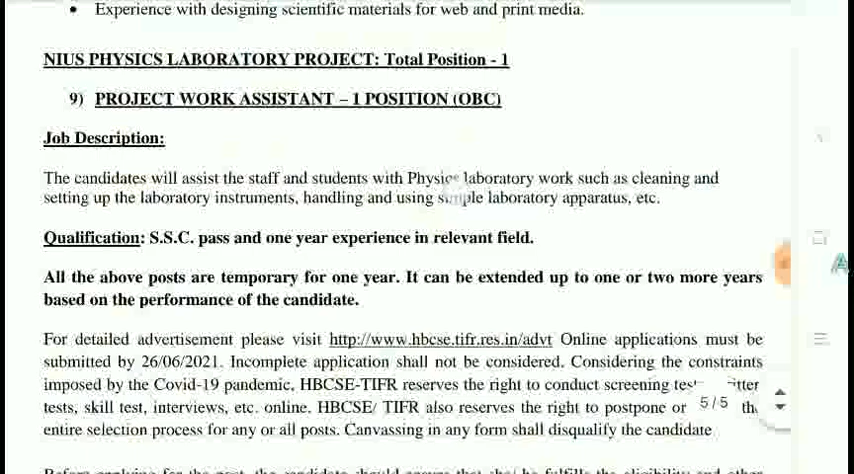 • Experience with designing scientific materials for web and print media.
NIUS PHYSICS LABORATORY PROJECT: Total Position - 1
9) PROJECT WORK ASSISTANT – 1 POSITION (OBC)
Job Description:
The candidates will assist the staff and students with Physics laboratory work such as cleaning and
setting up the laboratory instruments, handling and using simple laboratory apparatus, etc.
Qualification: S.S.C. pass and one year experience in relevant field.
All the above posts are temporary for one year. It can be extended up to one or two more years
based on the performance of the candidate.
For detailed advertisement please visit http://www.hbcse.tifr.res.in/advt Online applications must be
submitted by 26/06/2021. Incomplete application shall not be considered. Considering the constraints
imposed by the Covid-19 pandemic, HBCSE-TIFR reserves the right to conduct screening
tests, skill test, interviews, etc. online. HBCSE/ TIFR also reserves the right to postpone or
5/5
entire selection process for any or all posts. Canvassing in any form shall disqualify the candidate